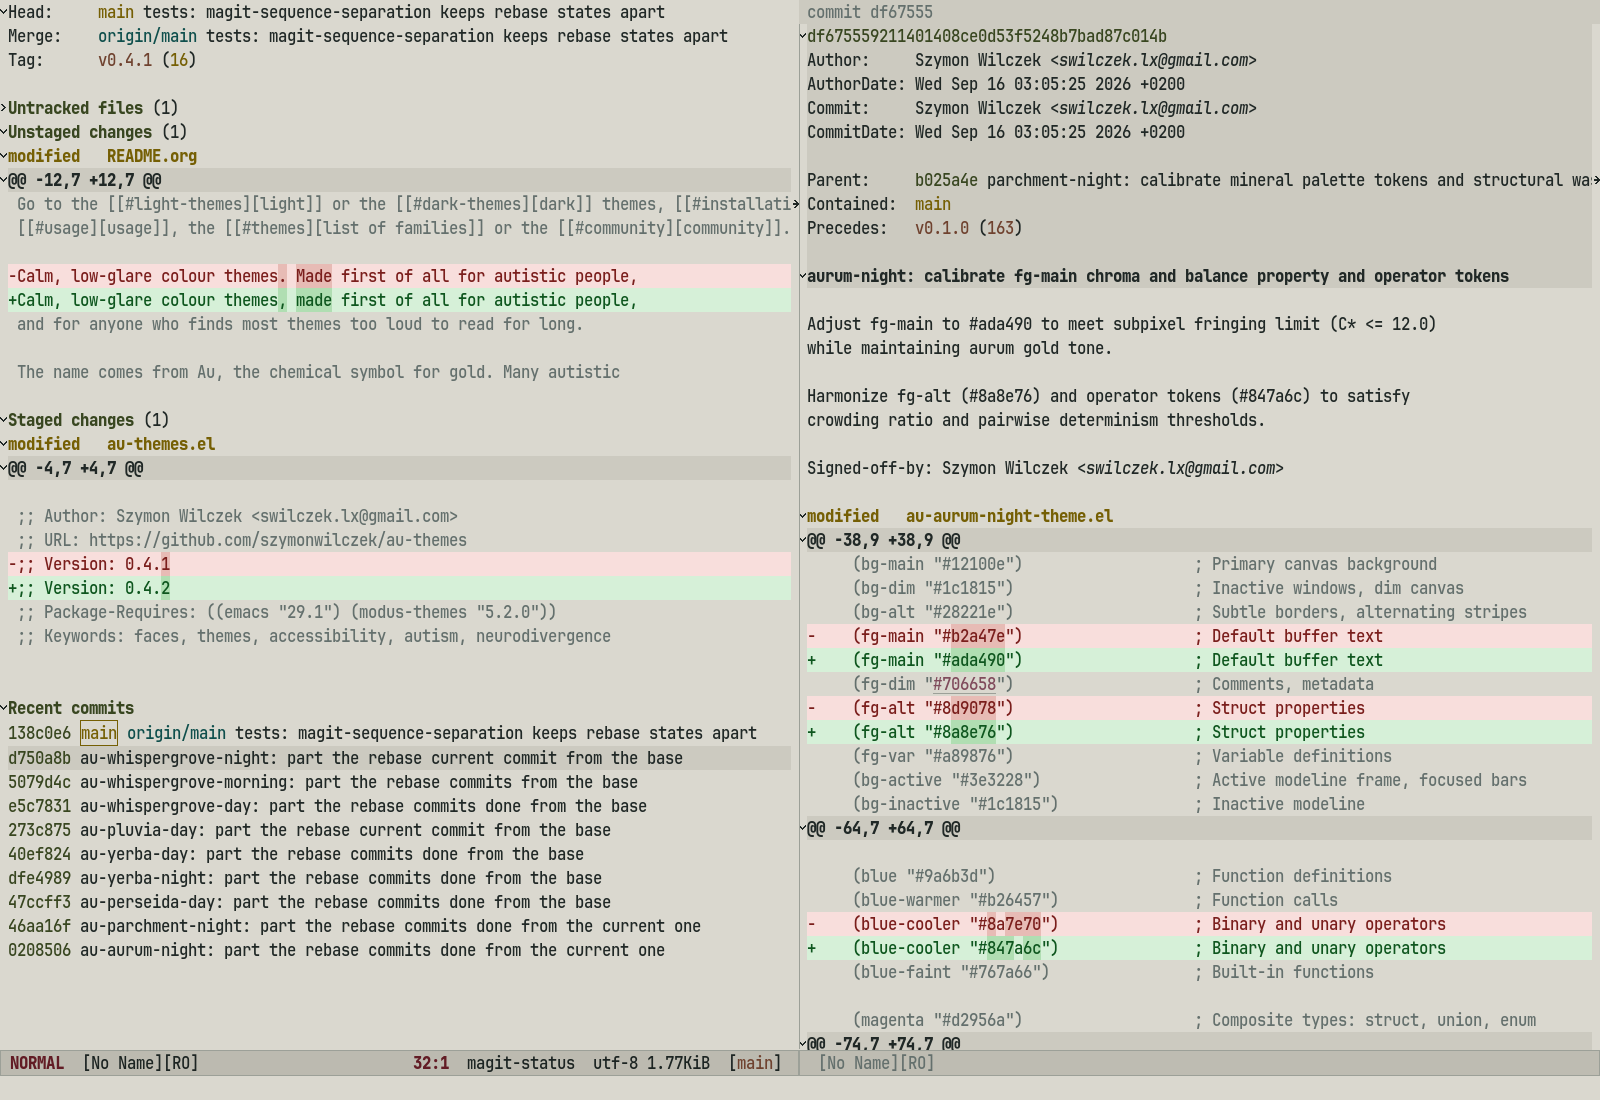 Head:     main tests: magit-sequence-separation keeps rebase states apart
Merge:    origin/main tests: magit-sequence-separation keeps rebase states apart
Tag:      v0.4.1 (16)
Untracked files (1)
Unstaged changes (1)
modified   README.org
@@ -12,7 +12,7 @@
 Go to the [[#light-themes][light]] or the [[#dark-themes][dark]] themes, [[#installati
 [[#usage][usage]], the [[#themes][list of families]] or the [[#community][community]].
-Calm, low-glare colour themes. Made first of all for autistic people,
+Calm, low-glare colour themes, made first of all for autistic people,
 and for anyone who finds most themes too loud to read for long.
 The name comes from Au, the chemical symbol for gold. Many autistic
Staged changes (1)
modified   au-themes.el
@@ -4,7 +4,7 @@
 ;; Author: Szymon Wilczek <swilczek.lx@gmail.com>
 ;; URL: https://github.com/szymonwilczek/au-themes
-;; Version: 0.4.1
+;; Version: 0.4.2
 ;; Package-Requires: ((emacs "29.1") (modus-themes "5.2.0"))
 ;; Keywords: faces, themes, accessibility, autism, neurodivergence
Recent commits
138c0e6 main origin/main tests: magit-sequence-separation keeps rebase states apart
d750a8b au-whispergrove-night: part the rebase current commit from the base
5079d4c au-whispergrove-morning: part the rebase commits from the base
e5c7831 au-whispergrove-day: part the rebase commits done from the base
273c875 au-pluvia-day: part the rebase current commit from the base
40ef824 au-yerba-day: part the rebase commits done from the base
dfe4989 au-yerba-night: part the rebase commits done from the base
47ccff3 au-perseida-day: part the rebase commits done from the base
46aa16f au-parchment-night: part the rebase commits done from the current one
0208506 au-aurum-night: part the rebase commits done from the current one
NORMAL  [No Name][RO]  32:1  magit-status  utf-8 1.77KiB  [main]
commit df67555
df675559211401408ce0d53f5248b7bad87c014b
Author:     Szymon Wilczek <swilczek.lx@gmail.com>
AuthorDate: Wed Sep 16 03:05:25 2026 +0200
Commit:     Szymon Wilczek <swilczek.lx@gmail.com>
CommitDate: Wed Sep 16 03:05:25 2026 +0200
Parent:     b025a4e parchment-night: calibrate mineral palette tokens and structural wa
Contained:  main
Precedes:   v0.1.0 (163)
aurum-night: calibrate fg-main chroma and balance property and operator tokens
Adjust fg-main to #ada490 to meet subpixel fringing limit (C* <= 12.0)
while maintaining aurum gold tone.
Harmonize fg-alt (#8a8e76) and operator tokens (#847a6c) to satisfy
crowding ratio and pairwise determinism thresholds.
Signed-off-by: Szymon Wilczek <swilczek.lx@gmail.com>
modified   au-aurum-night-theme.el
@@ -38,9 +38,9 @@
     (bg-main "#12100e")                   ; Primary canvas background
     (bg-dim "#1c1815")                    ; Inactive windows, dim canvas
     (bg-alt "#28221e")                    ; Subtle borders, alternating stripes
-    (fg-main "#b2a47e")                   ; Default buffer text
+    (fg-main "#ada490")                   ; Default buffer text
     (fg-dim "#706658")                    ; Comments, metadata
-    (fg-alt "#8d9078")                    ; Struct properties
+    (fg-alt "#8a8e76")                    ; Struct properties
     (fg-var "#a89876")                    ; Variable definitions
     (bg-active "#3e3228")                 ; Active modeline frame, focused bars
     (bg-inactive "#1c1815")               ; Inactive modeline
@@ -64,7 +64,7 @@
     (blue "#9a6b3d")                      ; Function definitions
     (blue-warmer "#b26457")               ; Function calls
-    (blue-cooler "#8a7e70")               ; Binary and unary operators
+    (blue-cooler "#847a6c")               ; Binary and unary operators
     (blue-faint "#767a66")                ; Built-in functions
     (magenta "#d2956a")                   ; Composite types: struct, union, enum
@@ -74,7 +74,7 @@
[No Name][RO]